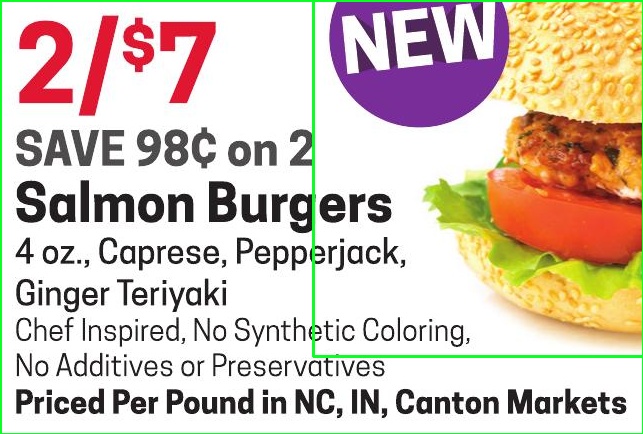 2/$7
NEW
SAVE 98¢ on 2
Salmon Burgers
4 oz., Caprese, Pepperjack,
Ginger Teriyaki
Chef Inspired, No Synthetic Coloring,
No Additives or Preservatives
Priced Per Pound in NC, IN, Canton Markets